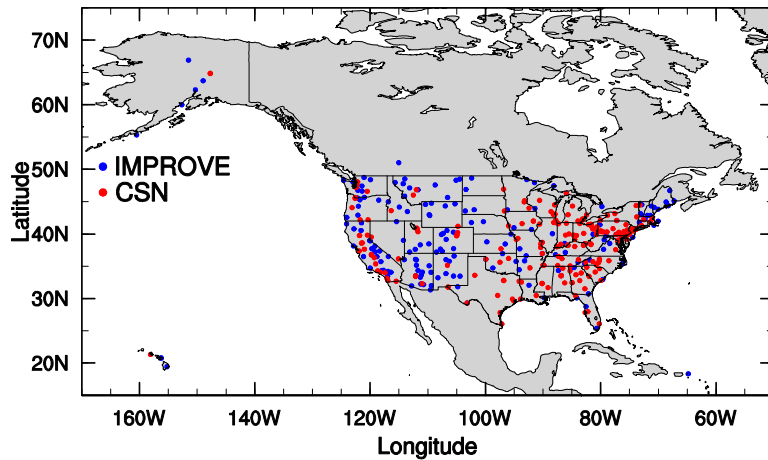 70N
60N
50N
40N
30N
20N
Latitude
IMPROVE
CSN
160W
140W
120W
100W
80W
60W
Longitude